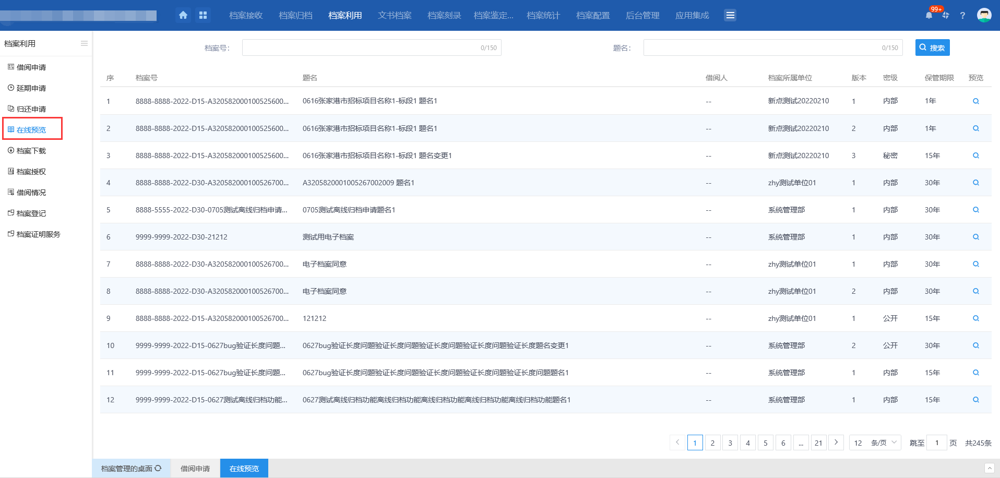 档案接收 档案归档 档案利用 文书档案 档案刻录 档案鉴定... 档案统计 档案配置 后台管理 应用集成 99+ ?
档案利用
借阅申请
延期申请
归还申请
在线预览
档案下载
档案授权
借阅情况
档案登记
档案证明服务
档案号: 0/150 题名: 0/150 搜索
序 档案号 题名 借阅人 档案所属单位 版本 密级 保管期限 预览
1 8888-8888-2022-D15-A320582000100525600... 0616张家港市招标项目名称1-标段1 题名1 -- 新点测试20220210 1 内部 1年
2 8888-8888-2022-D15-A320582000100525600... 0616张家港市招标项目名称1-标段1 题名1 -- 新点测试20220210 2 内部 1年
3 8888-8888-2022-D15-A320582000100525600... 0616张家港市招标项目名称1-标段1 题名变更1 -- 新点测试20220210 3 秘密 15年
4 8888-8888-2022-D30-A320582000100526700... A3205820001005267002009 题名1 -- zhy测试单位01 1 内部 30年
5 8888-5555-2022-D30-0705测试离线归档申请... 0705测试离线归档申请题名1 -- 系统管理部 1 内部 30年
6 9999-9999-2022-D30-21212 测试用电子档案 -- 系统管理部 1 内部 30年
7 8888-8888-2022-D30-A320582000100526700... 电子档案同意 -- zhy测试单位01 1 内部 30年
8 8888-8888-2022-D30-A320582000100526700... 电子档案同意 -- zhy测试单位01 2 内部 30年
9 8888-8888-2022-D15-A320582000100526700... 121212 -- zhy测试单位01 1 公开 15年
10 9999-9999-2022-D15-0627bug验证长度问题... 0627bug验证长度问题验证长度问题验证长度问题验证长度问题验证长度题名变更1 -- 系统管理部 2 公开 30年
11 9999-9999-2022-D15-0627bug验证长度问题... 0627bug验证长度问题验证长度问题验证长度问题验证长度问题验证长度问题题名1 -- 系统管理部 1 内部 15年
12 9999-9999-2022-D15-0627测试离线归档功能... 0627测试离线归档功能离线归档功能离线归档功能离线归档功能离线归档功能题名1 -- 系统管理部 1 内部 15年
1 2 3 4 5 6 ... 21 12 条/页 跳至 1 页 共245条
档案管理的桌面 借阅申请 在线预览